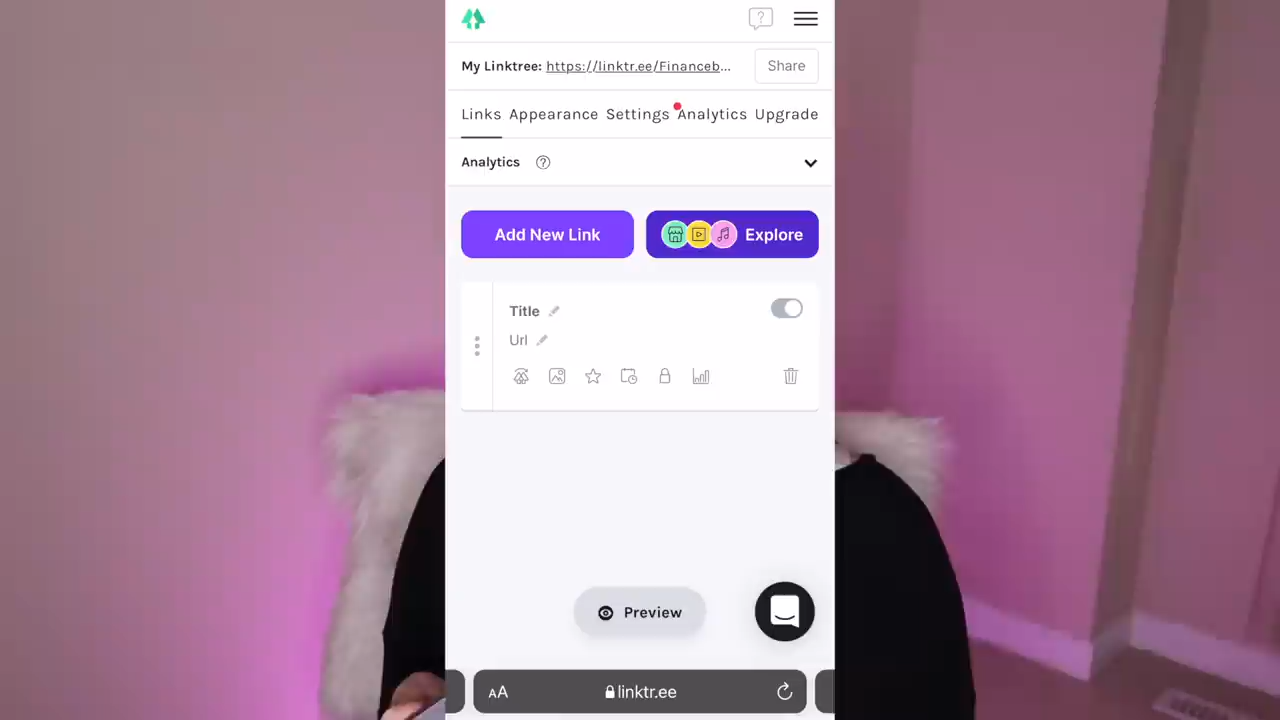 ?
My Linktree: https://linktr.ee/Financeb... Share
Links Appearance Settings Analytics Upgrade
Analytics ?
Add New Link Explore
Title
Url
Preview
AA linktr.ee